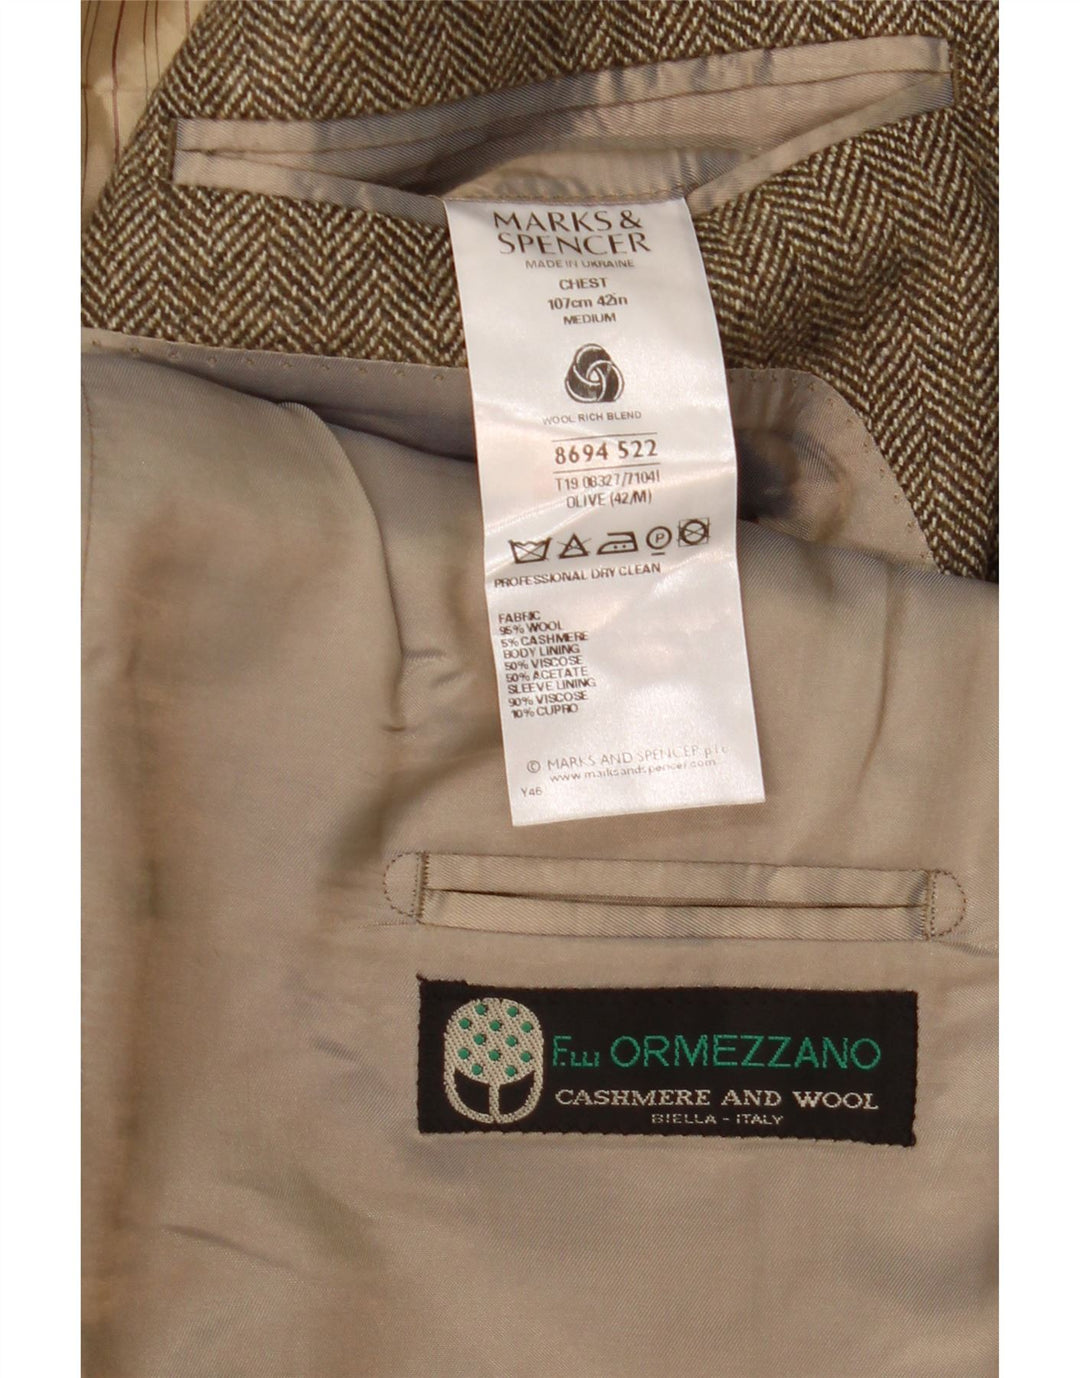 MARKS &
SPENCER
MADE IN UKRAINE
CHEST
107cm 42in
MEDIUM
WOOL RICH BLEND
8694 522
T19 08327/7104I
OLIVE (42/M)
P
PROFESSIONAL DRY CLEAN
FABRIC
95% WOOL
5% CASHMERE
BODY LINING
50% VISCOSE
50% ACETATE
SLEEVE LINING
90% VISCOSE
10% CUPRO
© MARKS AND SPENCER p.l.c.
www.marksandspencer.com
Y46
F.LLI ORMEZZANO
CASHMERE AND WOOL
BIELLA - ITALY